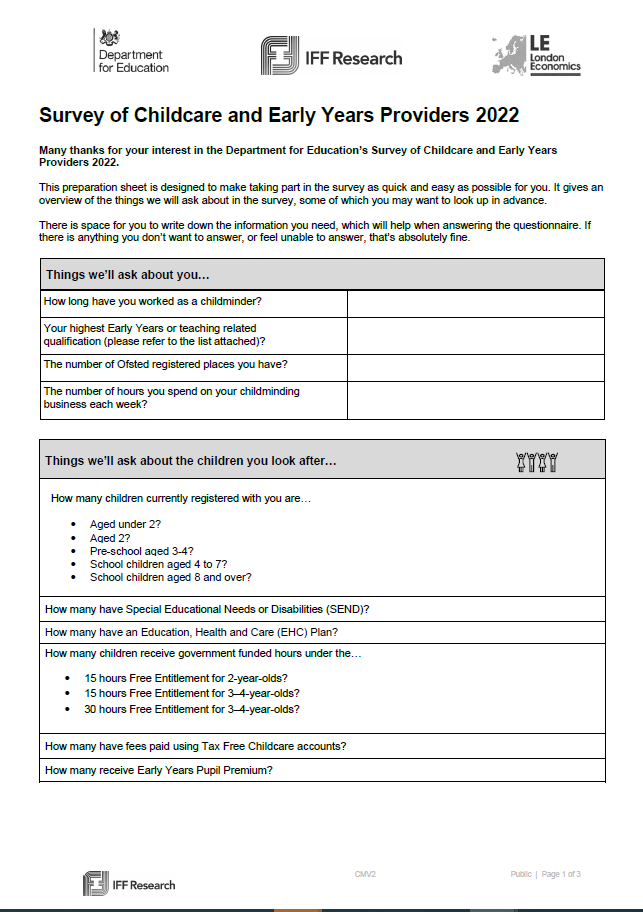 Department
for Education
IFF Research
LE
London
Economics
Survey of Childcare and Early Years Providers 2022
Many thanks for your interest in the Department for Education's Survey of Childcare and Early Years
Providers 2022.
This preparation sheet is designed to make taking part in the survey as quick and easy as possible for you. It gives an
overview of the things we will ask about in the survey, some of which you may want to look up in advance.
There is space for you to write down the information you need, which will help when answering the questionnaire. If
there is anything you don't want to answer, or feel unable to answer, that's absolutely fine.
Things we'll ask about you…
How long have you worked as a childminder?
Your highest Early Years or teaching related
qualification (please refer to the list attached)?
The number of Ofsted registered places you have?
The number of hours you spend on your childminding
business each week?
Things we'll ask about the children you look after…
How many children currently registered with you are…
• Aged under 2?
• Aged 2?
• Pre-school aged 3-4?
• School children aged 4 to 7?
• School children aged 8 and over?
How many have Special Educational Needs or Disabilities (SEND)?
How many have an Education, Health and Care (EHC) Plan?
How many children receive government funded hours under the…
• 15 hours Free Entitlement for 2-year-olds?
• 15 hours Free Entitlement for 3–4-year-olds?
• 30 hours Free Entitlement for 3–4-year-olds?
How many have fees paid using Tax Free Childcare accounts?
How many receive Early Years Pupil Premium?
IFF Research
CMV2
Public | Page 1 of 3